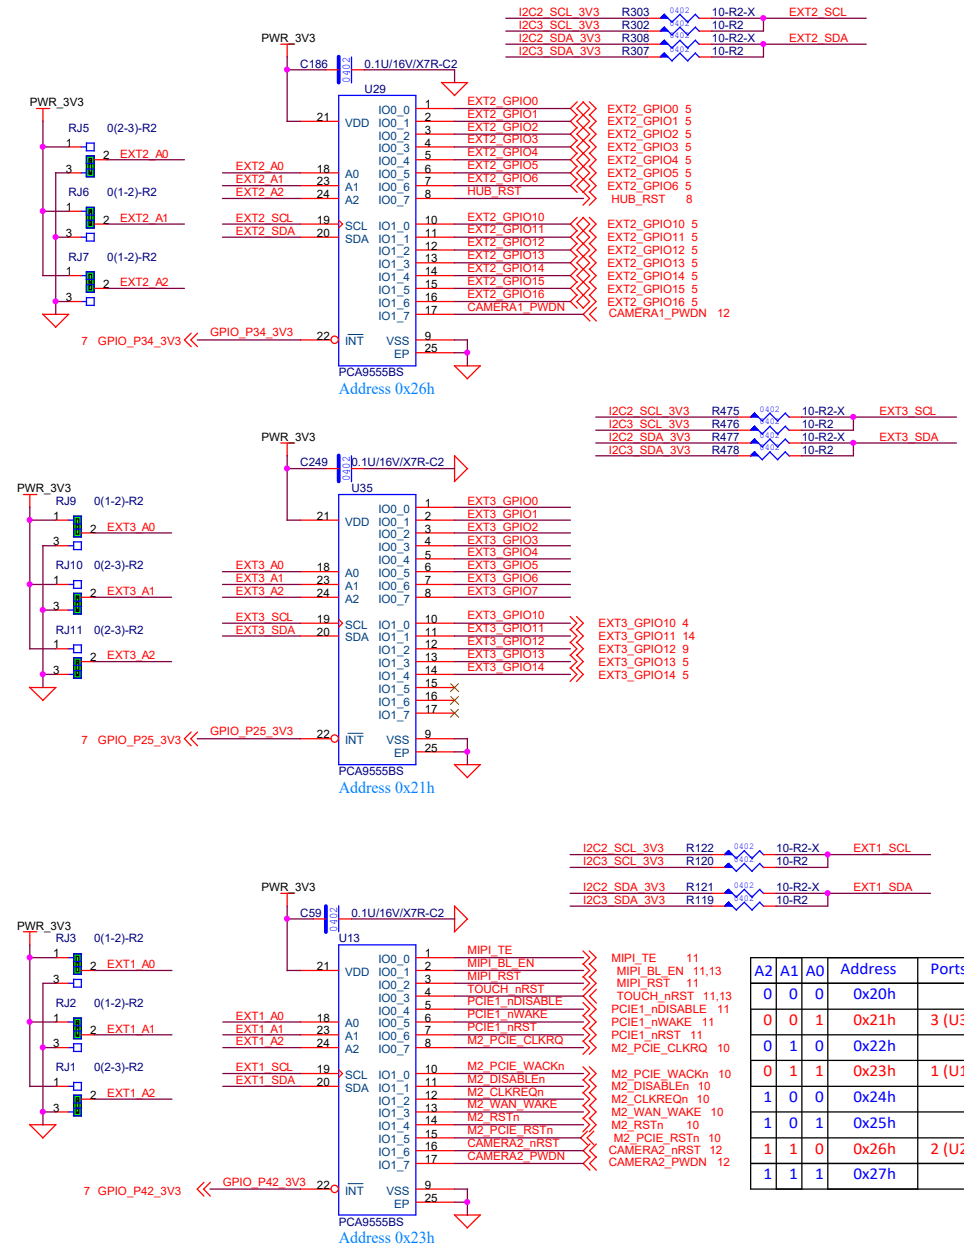 I2C2_SCL_3V3 R303 0402 10-R2-X EXT2_SCL
I2C3_SCL_3V3 R302 0402 10-R2
I2C2_SDA_3V3 R308 0402 10-R2-X EXT2_SDA
I2C3_SDA_3V3 R307 0402 10-R2
PWR_3V3
C186 0402 0.1U/16V/X7R-C2
U29
PWR_3V3
RJ5 0(2-3)-R2
1
2 EXT2_A0
3
RJ6 0(1-2)-R2
1
2 EXT2_A1
3
RJ7 0(1-2)-R2
1
2 EXT2_A2
3
21 VDD
EXT2_A0 18 A0
EXT2_A1 23 A1
EXT2_A2 24 A2
EXT2_SCL 19 SCL
EXT2_SDA 20 SDA
7 GPIO_P34_3V3 GPIO_P34_3V3 22 INT
IO0_0 1 EXT2_GPIO0 EXT2_GPIO0 5
IO0_1 2 EXT2_GPIO1 EXT2_GPIO1 5
IO0_2 3 EXT2_GPIO2 EXT2_GPIO2 5
IO0_3 4 EXT2_GPIO3 EXT2_GPIO3 5
IO0_4 5 EXT2_GPIO4 EXT2_GPIO4 5
IO0_5 6 EXT2_GPIO5 EXT2_GPIO5 5
IO0_6 7 EXT2_GPIO6 EXT2_GPIO6 5
IO0_7 8 HUB_RST HUB_RST 8
IO1_0 10 EXT2_GPIO10 EXT2_GPIO10 5
IO1_1 11 EXT2_GPIO11 EXT2_GPIO11 5
IO1_2 12 EXT2_GPIO12 EXT2_GPIO12 5
IO1_3 13 EXT2_GPIO13 EXT2_GPIO13 5
IO1_4 14 EXT2_GPIO14 EXT2_GPIO14 5
IO1_5 15 EXT2_GPIO15 EXT2_GPIO15 5
IO1_6 16 EXT2_GPIO16 EXT2_GPIO16 5
IO1_7 17 CAMERA1_PWDN CAMERA1_PWDN 12
VSS 9
EP 25
PCA9555BS
Address 0x26h
I2C2_SCL_3V3 R475 0402 10-R2-X EXT3_SCL
I2C3_SCL_3V3 R476 0402 10-R2
I2C2_SDA_3V3 R477 0402 10-R2-X EXT3_SDA
I2C3_SDA_3V3 R478 0402 10-R2
PWR_3V3
C249 0402 0.1U/16V/X7R-C2
U35
PWR_3V3
RJ9 0(1-2)-R2
1
2 EXT3_A0
3
RJ10 0(2-3)-R2
1
2 EXT3_A1
3
RJ11 0(2-3)-R2
1
2 EXT3_A2
3
21 VDD
EXT3_A0 18 A0
EXT3_A1 23 A1
EXT3_A2 24 A2
EXT3_SCL 19 SCL
EXT3_SDA 20 SDA
7 GPIO_P25_3V3 GPIO_P25_3V3 22 INT
IO0_0 1 EXT3_GPIO0
IO0_1 2 EXT3_GPIO1
IO0_2 3 EXT3_GPIO2
IO0_3 4 EXT3_GPIO3
IO0_4 5 EXT3_GPIO4
IO0_5 6 EXT3_GPIO5
IO0_6 7 EXT3_GPIO6
IO0_7 8 EXT3_GPIO7
IO1_0 10 EXT3_GPIO10 EXT3_GPIO10 4
IO1_1 11 EXT3_GPIO11 EXT3_GPIO11 14
IO1_2 12 EXT3_GPIO12 EXT3_GPIO12 9
IO1_3 13 EXT3_GPIO13 EXT3_GPIO13 5
IO1_4 14 EXT3_GPIO14 EXT3_GPIO14 5
IO1_5 15
IO1_6 16
IO1_7 17
VSS 9
EP 25
PCA9555BS
Address 0x21h
I2C2_SCL_3V3 R122 0402 10-R2-X EXT1_SCL
I2C3_SCL_3V3 R120 0402 10-R2
I2C2_SDA_3V3 R121 0402 10-R2-X EXT1_SDA
I2C3_SDA_3V3 R119 0402 10-R2
PWR_3V3
C59 0402 0.1U/16V/X7R-C2
U13
PWR_3V3
RJ3 0(1-2)-R2
1
2 EXT1_A0
3
RJ2 0(1-2)-R2
1
2 EXT1_A1
3
RJ1 0(2-3)-R2
1
2 EXT1_A2
3
21 VDD
EXT1_A0 18 A0
EXT1_A1 23 A1
EXT1_A2 24 A2
EXT1_SCL 19 SCL
EXT1_SDA 20 SDA
7 GPIO_P42_3V3 GPIO_P42_3V3 22 INT
IO0_0 1 MIPI_TE MIPI_TE 11
IO0_1 2 MIPI_BL_EN MIPI_BL_EN 11,13
IO0_2 3 MIPI_RST MIPI_RST 11
IO0_3 4 TOUCH_nRST TOUCH_nRST 11,13
IO0_4 5 PCIE1_nDISABLE PCIE1_nDISABLE 11
IO0_5 6 PCIE1_nWAKE PCIE1_nWAKE 11
IO0_6 7 PCIE1_nRST PCIE1_nRST 11
IO0_7 8 M2_PCIE_CLKRQ M2_PCIE_CLKRQ 10
IO1_0 10 M2_PCIE_WACKn M2_PCIE_WACKn 10
IO1_1 11 M2_DISABLEn M2_DISABLEn 10
IO1_2 12 M2_CLKREQn M2_CLKREQn 10
IO1_3 13 M2_WAN_WAKE M2_WAN_WAKE 10
IO1_4 14 M2_RSTn M2_RSTn 10
IO1_5 15 M2_PCIE_RSTn M2_PCIE_RSTn 10
IO1_6 16 CAMERA2_nRST CAMERA2_nRST 12
IO1_7 17 CAMERA2_PWDN CAMERA2_PWDN 12
VSS 9
EP 25
PCA9555BS
Address 0x23h
A2 A1 A0 Address Ports
0 0 0 0x20h
0 0 1 0x21h 3 (U3
0 1 0 0x22h
0 1 1 0x23h 1 (U1
1 0 0 0x24h
1 0 1 0x25h
1 1 0 0x26h 2 (U2
1 1 1 0x27h